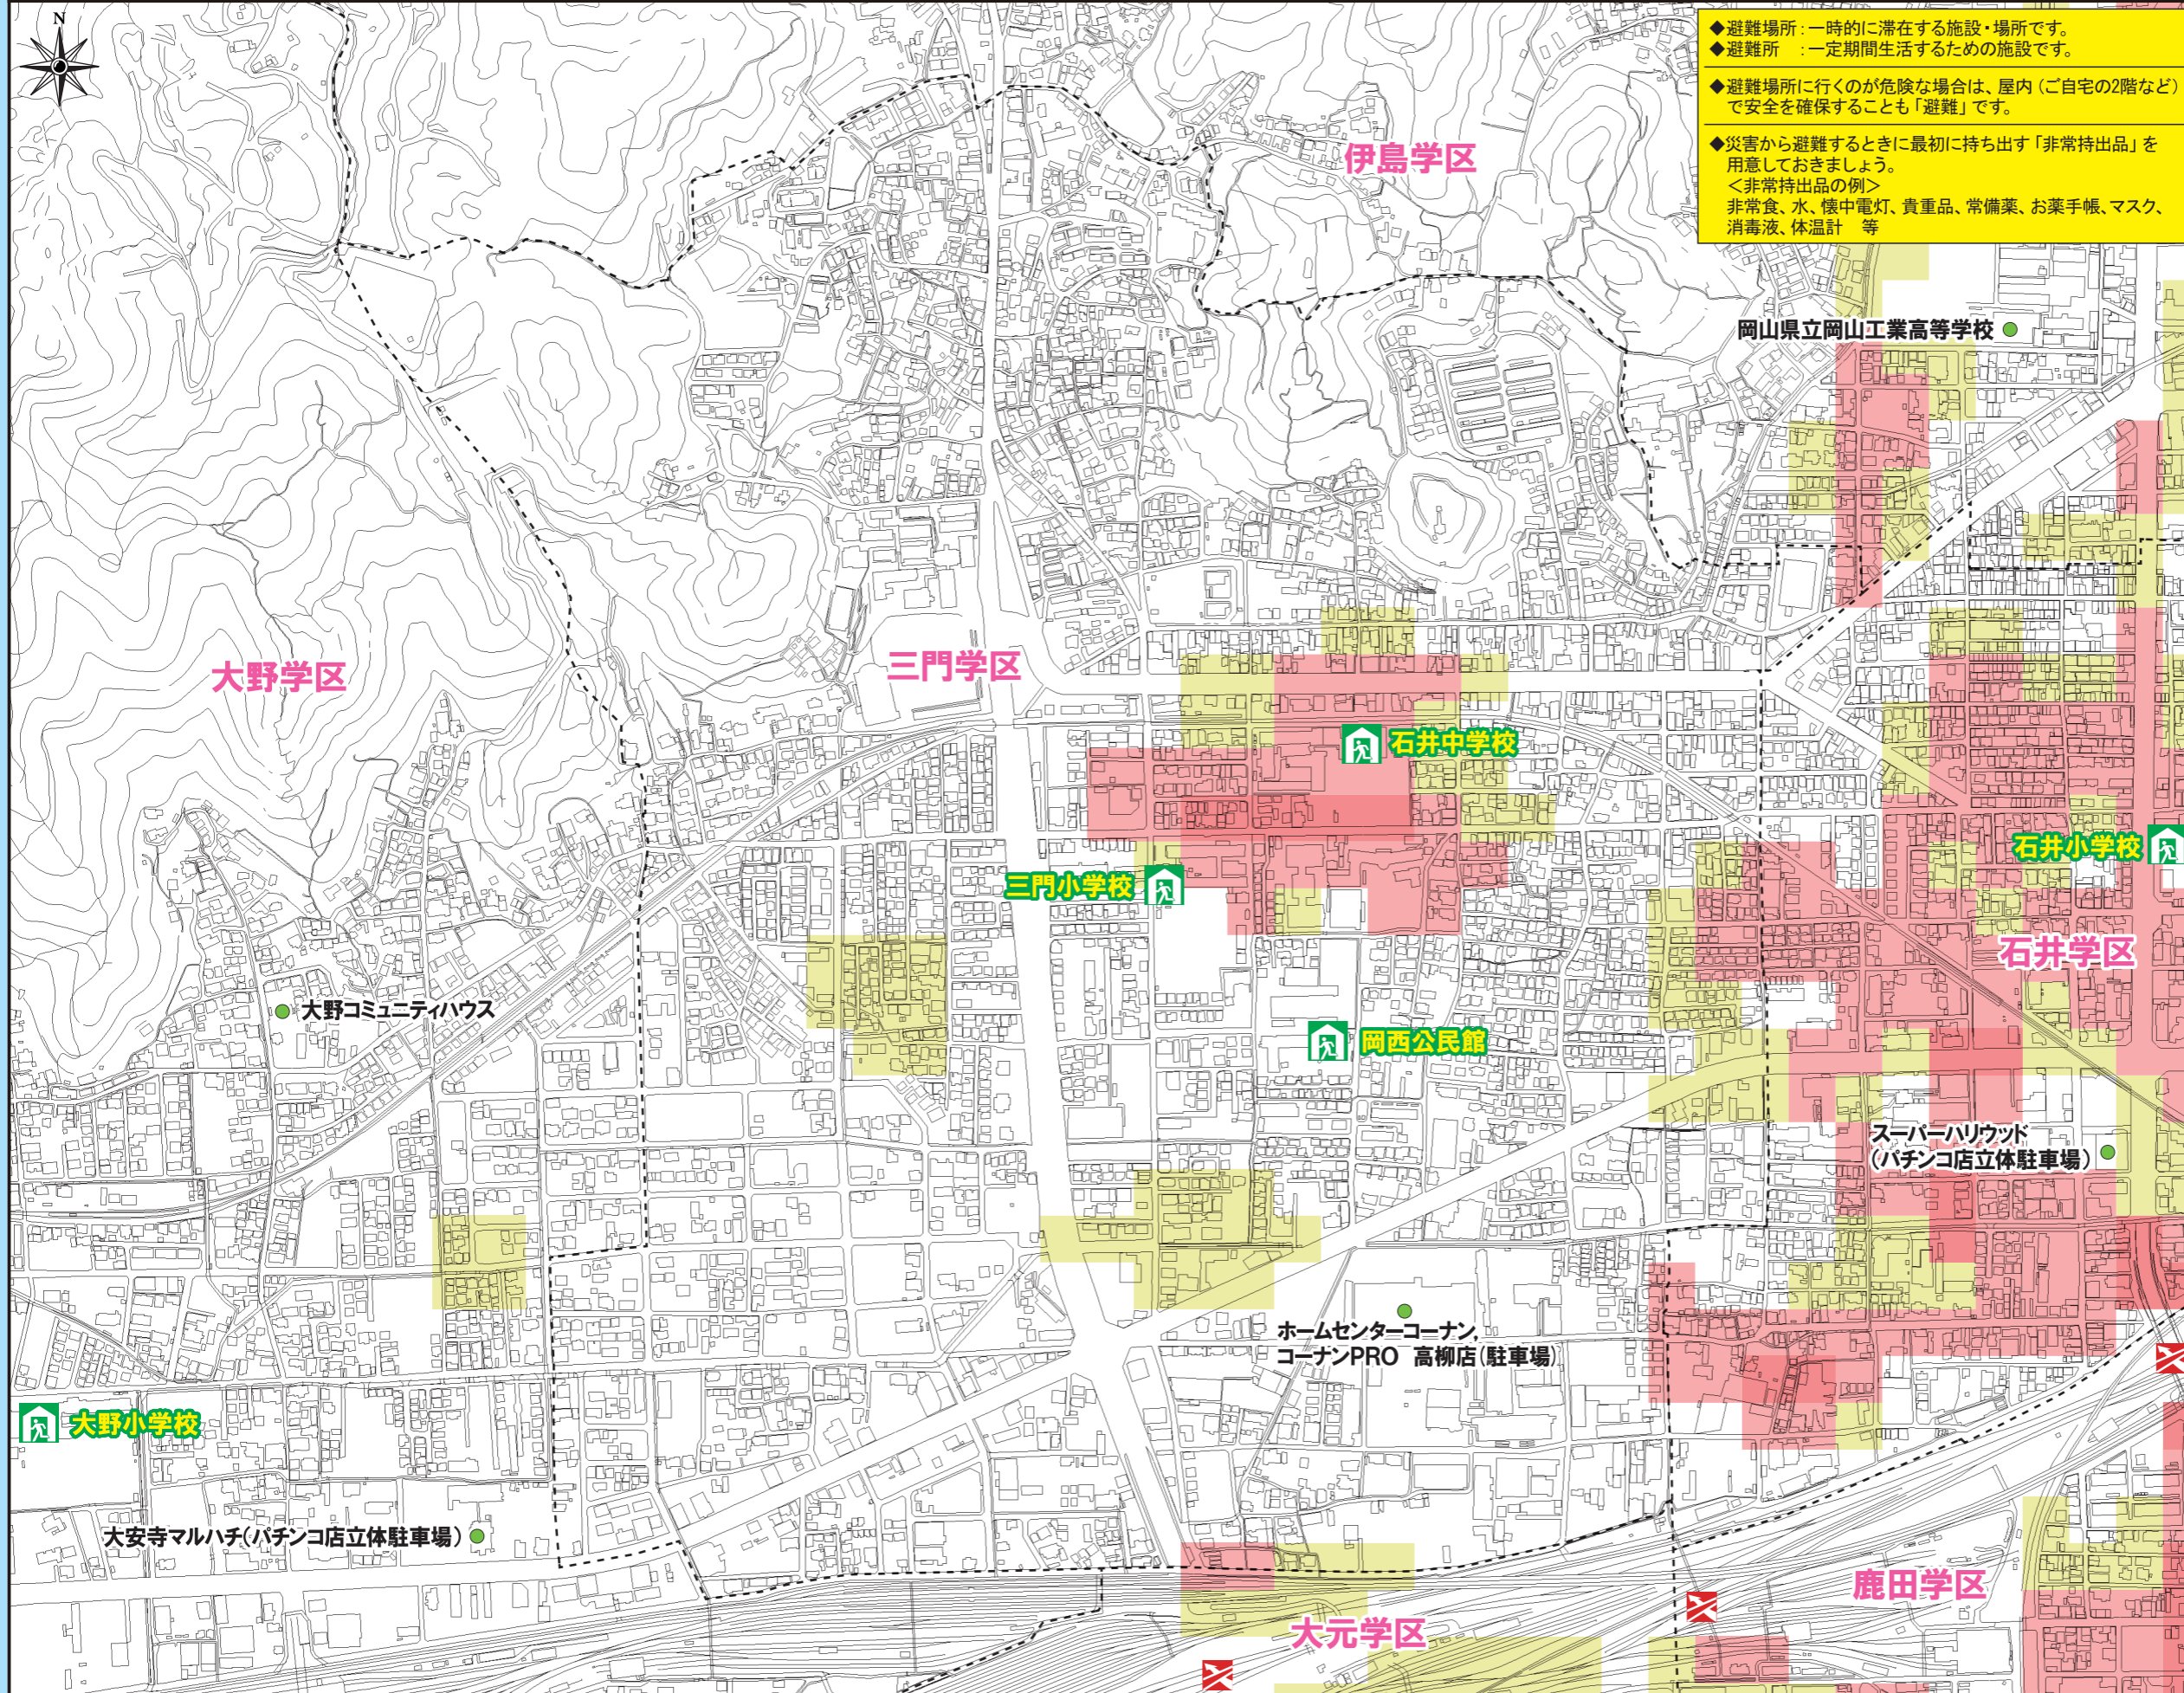 N
◆避難場所：一時的に滞在する施設・場所です。
◆避難所　：一定期間生活するための施設です。
◆避難場所に行くのが危険な場合は、屋内（ご自宅の2階など）
で安全を確保することも「避難」です。
◆災害から避難するときに最初に持ち出す「非常持出品」を
用意しておきましょう。
＜非常持出品の例＞
非常食、水、懐中電灯、貴重品、常備薬、お薬手帳、マスク、
消毒液、体温計　等
伊島学区
岡山県立岡山工業高等学校
大野学区
三門学区
石井中学校
石井小学校
三門小学校
石井学区
大野コミュニティハウス
岡西公民館
スーパーハリウッド
（パチンコ店立体駐車場）
ホームセンターコーナン,
コーナンPRO　高柳店（駐車場）
大野小学校
大安寺マルハチ（パチンコ店立体駐車場）
鹿田学区
大元学区